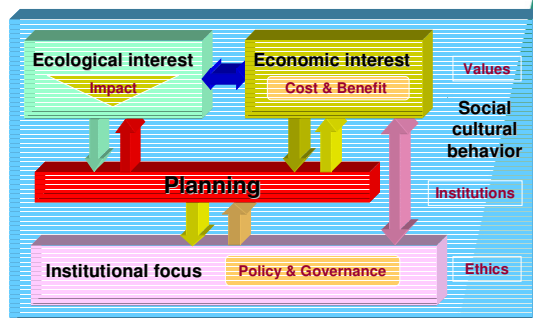 Ecological interest
Impact
Economic interest
Cost & Benefit
Values
Social
cultural
behavior
Planning
Institutions
Institutional focus
Policy & Governance
Ethics